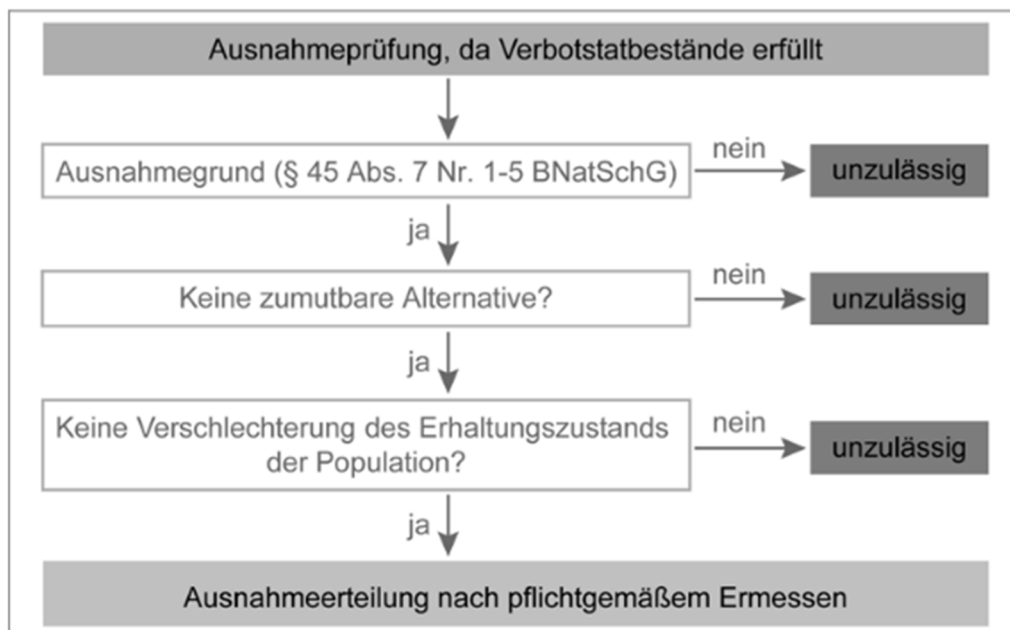 Ausnahmeprüfung, da Verbotstatbestände erfüllt
Ausnahmegrund (§ 45 Abs. 7 Nr. 1-5 BNatSchG)
nein
unzulässig
ja
Keine zumutbare Alternative?
nein
unzulässig
ja
Keine Verschlechterung des Erhaltungszustands
der Population?
nein
unzulässig
ja
Ausnahmeerteilung nach pflichtgemäßem Ermessen